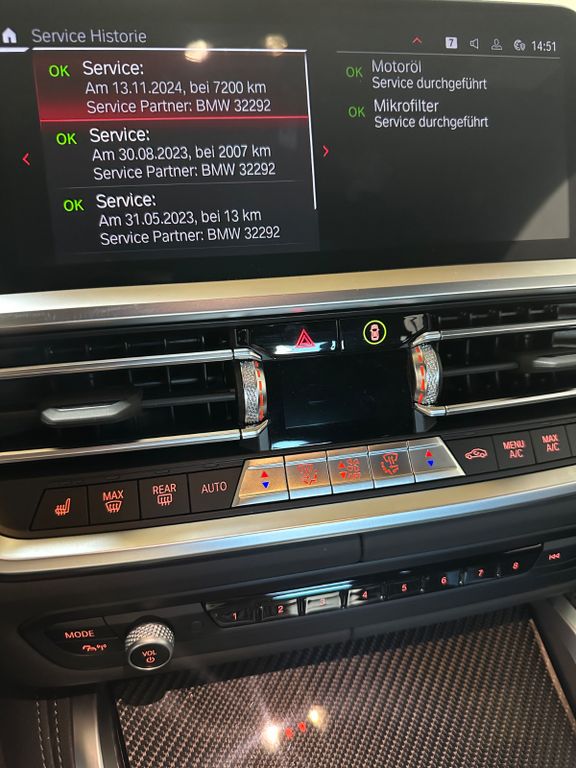 Service Historie
7
14:51
OK Service:
Am 13.11.2024, bei 7200 km
Service Partner: BMW 32292
OK Service:
Am 30.08.2023, bei 2007 km
Service Partner: BMW 32292
OK Service:
Am 31.05.2023, bei 13 km
Service Partner: BMW 32292
OK Motoröl
Service durchgeführt
OK Mikrofilter
Service durchgeführt
MAX
REAR
AUTO
MENU
A/C
MAX
A/C
1 2 3 4 5 6 7 8
MODE
VOL